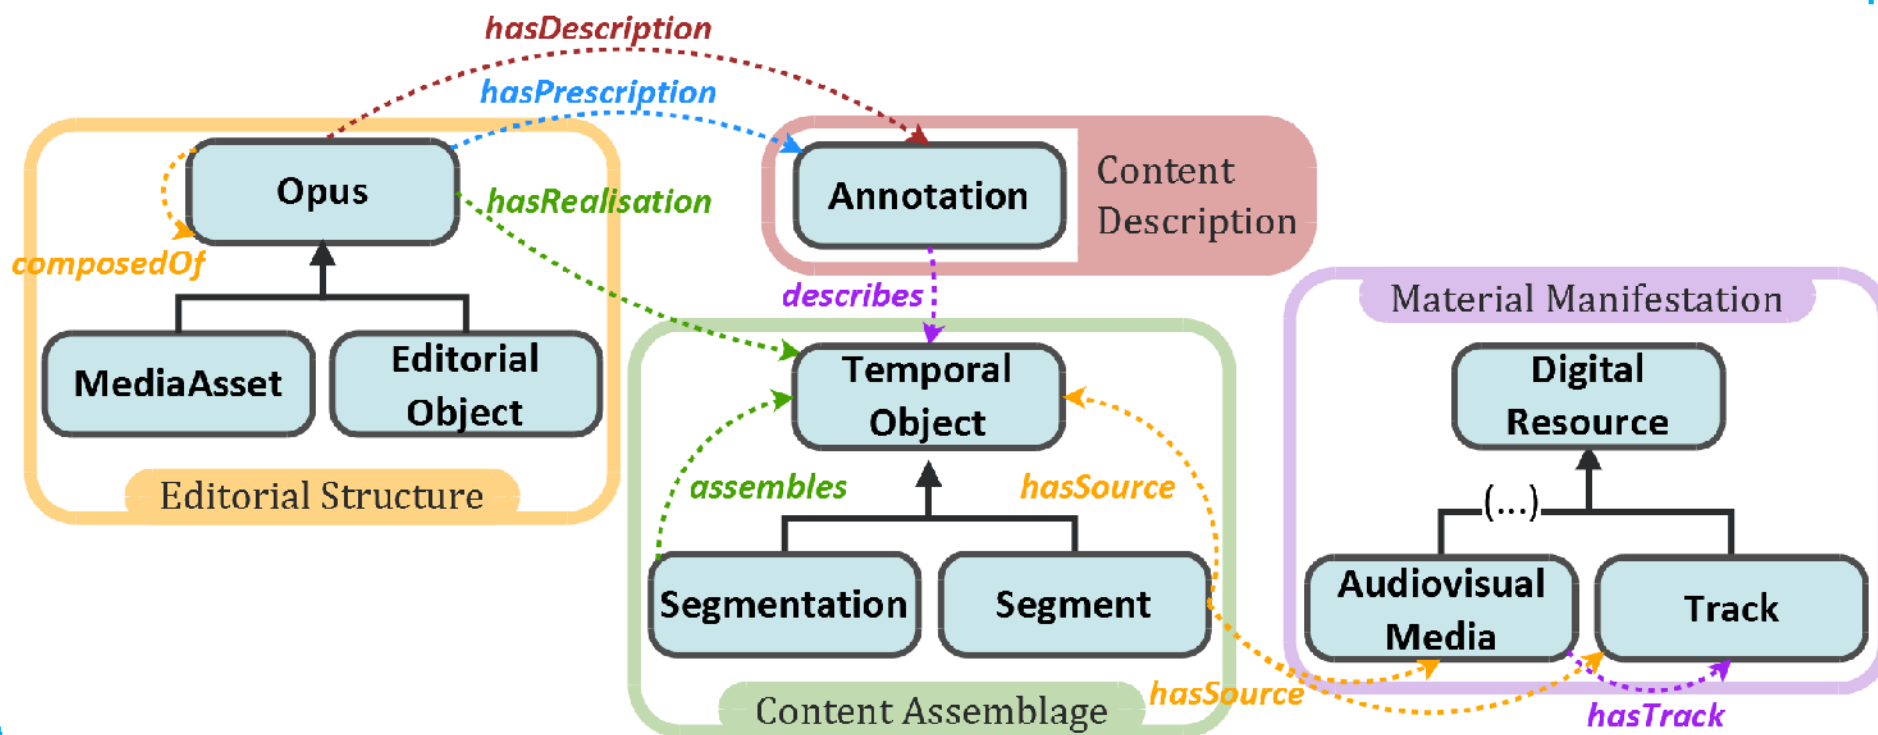 hasDescription
hasPrescription
Opus
composedOf
hasRealisation
MediaAsset
Editorial
Object
Editorial Structure
Annotation
Content
Description
describes
Temporal
Object
assembles
hasSource
Segmentation
Segment
Content Assemblage
hasSource
Material Manifestation
Digital
Resource
(...)
Audiovisual
Media
Track
hasTrack